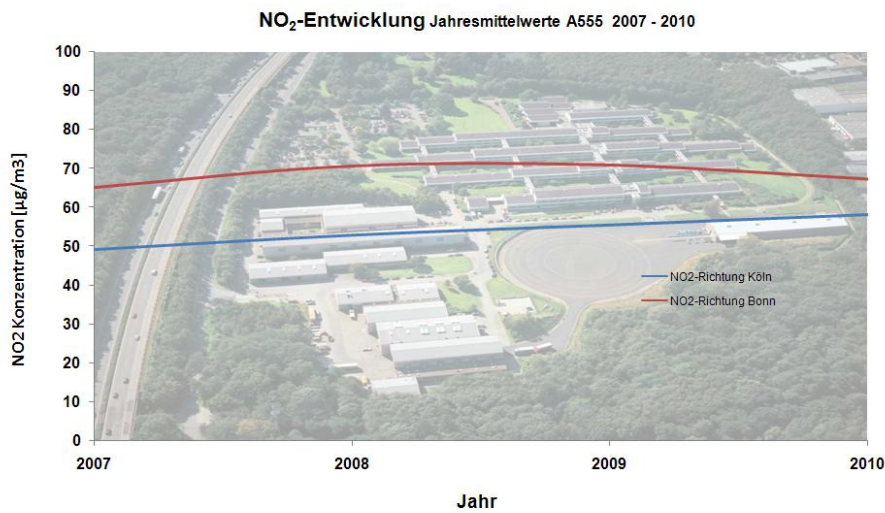 NO₂-Entwicklung Jahresmittelwerte A555 2007 - 2010
NO2 Konzentration [µg/m3]
100
90
80
70
60
50
40
30
20
10
0
NO2-Richtung Köln
NO2-Richtung Bonn
2007 2008 2009 2010
Jahr